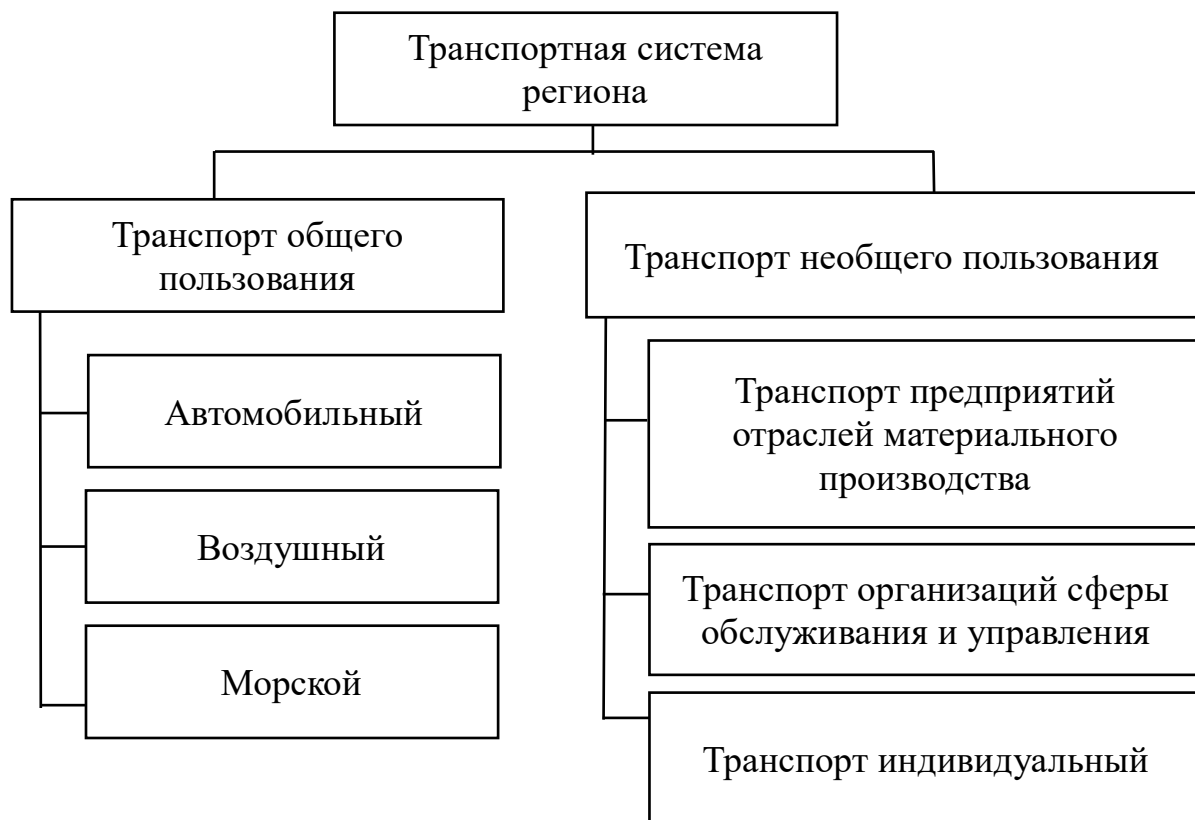 Транспортная система
региона
Транспорт общего
пользования
Автомобильный
Воздушный
Морской
Транспорт необщего пользования
Транспорт предприятий
отраслей материального
производства
Транспорт организаций сферы
обслуживания и управления
Транспорт индивидуальный